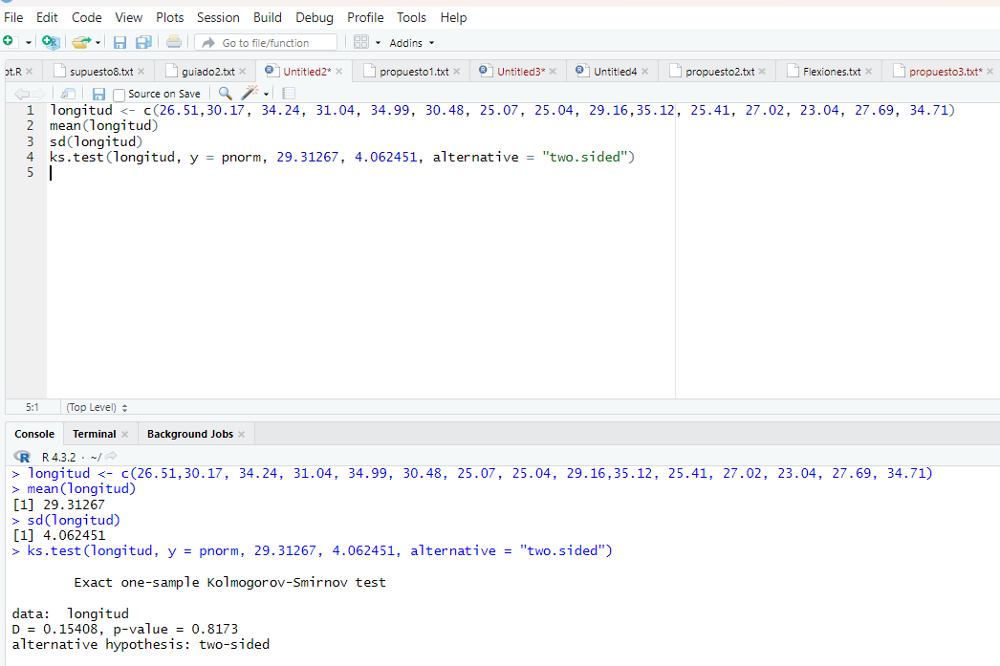 File Edit Code View Plots Session Build Debug Profile Tools Help
Go to file/function Addins
ot.R supuesto8.txt guiado2.txt Untitled2* propuesto1.txt Untitled3* Untitled4 propuesto2.txt Flexiones.txt propuesto3.txt*
Source on Save
1 longitud <- c(26.51,30.17, 34.24, 31.04, 34.99, 30.48, 25.07, 25.04, 29.16,35.12, 25.41, 27.02, 23.04, 27.69, 34.71)
2 mean(longitud)
3 sd(longitud)
4 ks.test(longitud, y = pnorm, 29.31267, 4.062451, alternative = "two.sided")
5
5:1 (Top Level)
Console Terminal Background Jobs
R R 4.3.2 · ~/
> longitud <- c(26.51,30.17, 34.24, 31.04, 34.99, 30.48, 25.07, 25.04, 29.16,35.12, 25.41, 27.02, 23.04, 27.69, 34.71)
> mean(longitud)
[1] 29.31267
> sd(longitud)
[1] 4.062451
> ks.test(longitud, y = pnorm, 29.31267, 4.062451, alternative = "two.sided")
Exact one-sample Kolmogorov-Smirnov test
data:  longitud
D = 0.15408, p-value = 0.8173
alternative hypothesis: two-sided